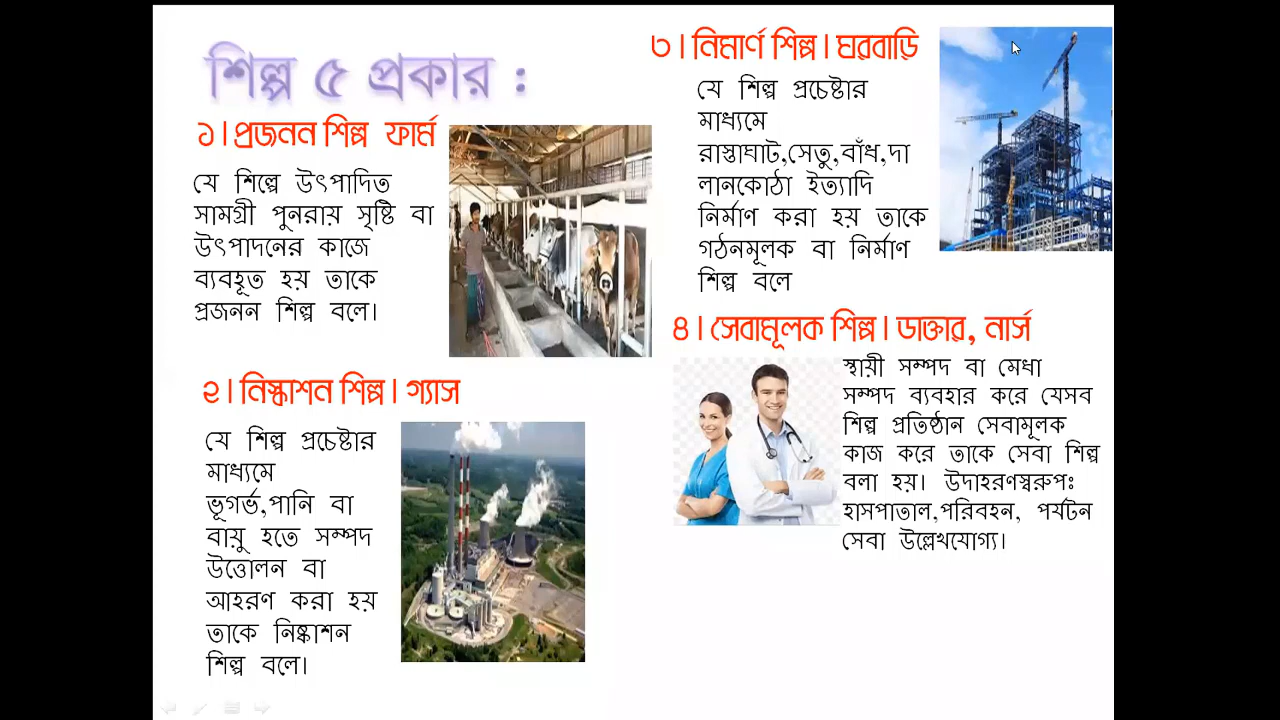 শিল্প ৫ প্রকার :
১। প্রজনন শিল্প ফার্ম
যে শিল্পে উৎপাদিত
সামগ্রী পুনরায় সৃষ্টি বা
উৎপাদনের কাজে
ব্যবহূত হয় তাকে
প্রজনন শিল্প বলে।
২। নিস্কাশন শিল্প। গ্যাস
যে শিল্প প্রচেষ্টার
মাধ্যমে
ভূগর্ভ,পানি বা
বায়ু হতে সম্পদ
উত্তোলন বা
আহরণ করা হয়
তাকে নিষ্কাশন
শিল্প বলে।
৩। নিমার্ণ শিল্প। ঘরবাড়ি
যে শিল্প প্রচেষ্টার
মাধ্যমে
রাস্তাঘাট,সেতু,বাঁধ,দা
লানকোঠা ইত্যাদি
নির্মাণ করা হয় তাকে
গঠনমূলক বা নির্মাণ
শিল্প বলে
৪। সেবামূলক শিল্প। ডাক্তার, নার্স
স্থায়ী সম্পদ বা মেধা
সম্পদ ব্যবহার করে যেসব
শিল্প প্রতিষ্ঠান সেবামূলক
কাজ করে তাকে সেবা শিল্প
বলা হয়। উদাহরণস্বরুপঃ
হাসপাতাল,পরিবহন, পর্যটন
সেবা উল্লেখযোগ্য।